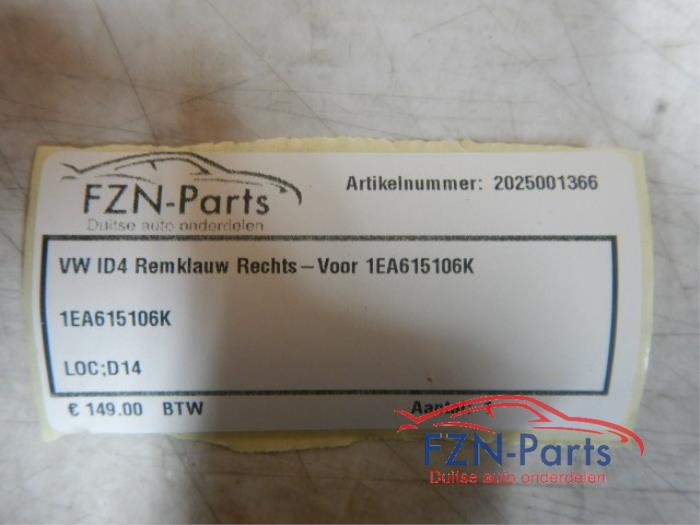 FZN-Parts
Duitse auto onderdelen
Artikelnummer: 2025001366
VW ID4 Remklauw Rechts-Voor 1EA615106K
1EA615106K
LOC;D14
€ 149.00 BTW
FZN-Parts
Duitse auto onderdelen